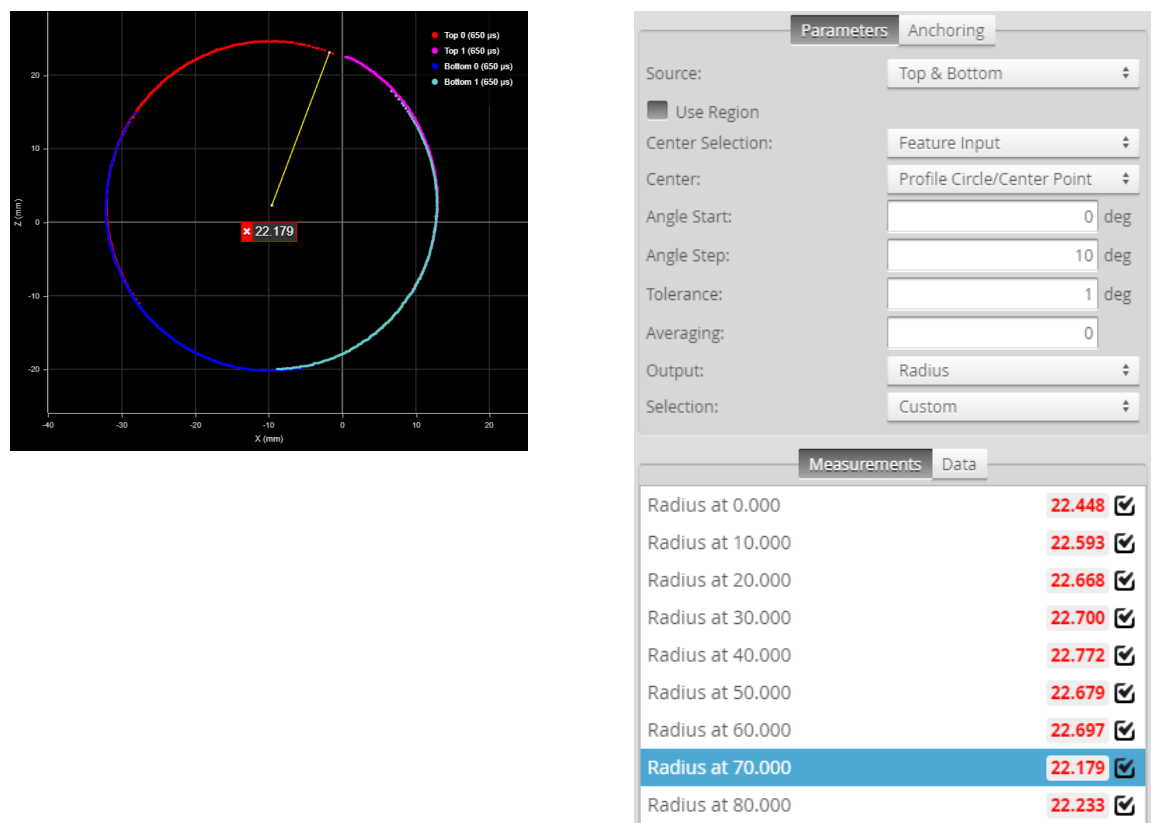 Top 0 (650 µs)
Top 1 (650 µs)
Bottom 0 (650 µs)
Bottom 1 (650 µs)
20
10
0
-10
-20
Z (mm)
22.179
-40 -30 -20 -10 0 10 20
X (mm)
Parameters Anchoring
Source: Top & Bottom
Use Region
Center Selection: Feature Input
Center: Profile Circle/Center Point
Angle Start: 0 deg
Angle Step: 10 deg
Tolerance: 1 deg
Averaging: 0
Output: Radius
Selection: Custom
Measurements Data
Radius at 0.000 22.448
Radius at 10.000 22.593
Radius at 20.000 22.668
Radius at 30.000 22.700
Radius at 40.000 22.772
Radius at 50.000 22.679
Radius at 60.000 22.697
Radius at 70.000 22.179
Radius at 80.000 22.233